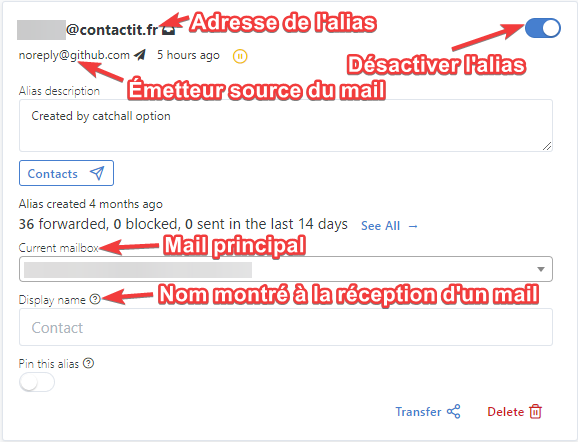 @contactit.fr Adresse de l'alias
noreply@github.com 5 hours ago
Désactiver l'alias
Émetteur source du mail
Alias description
Created by catchall option
Contacts
Alias created 4 months ago
36 forwarded, 0 blocked, 0 sent in the last 14 days See All →
Current mailbox Mail principal
Display name Nom montré à la réception d'un mail
Contact
Pin this alias
Transfer Delete